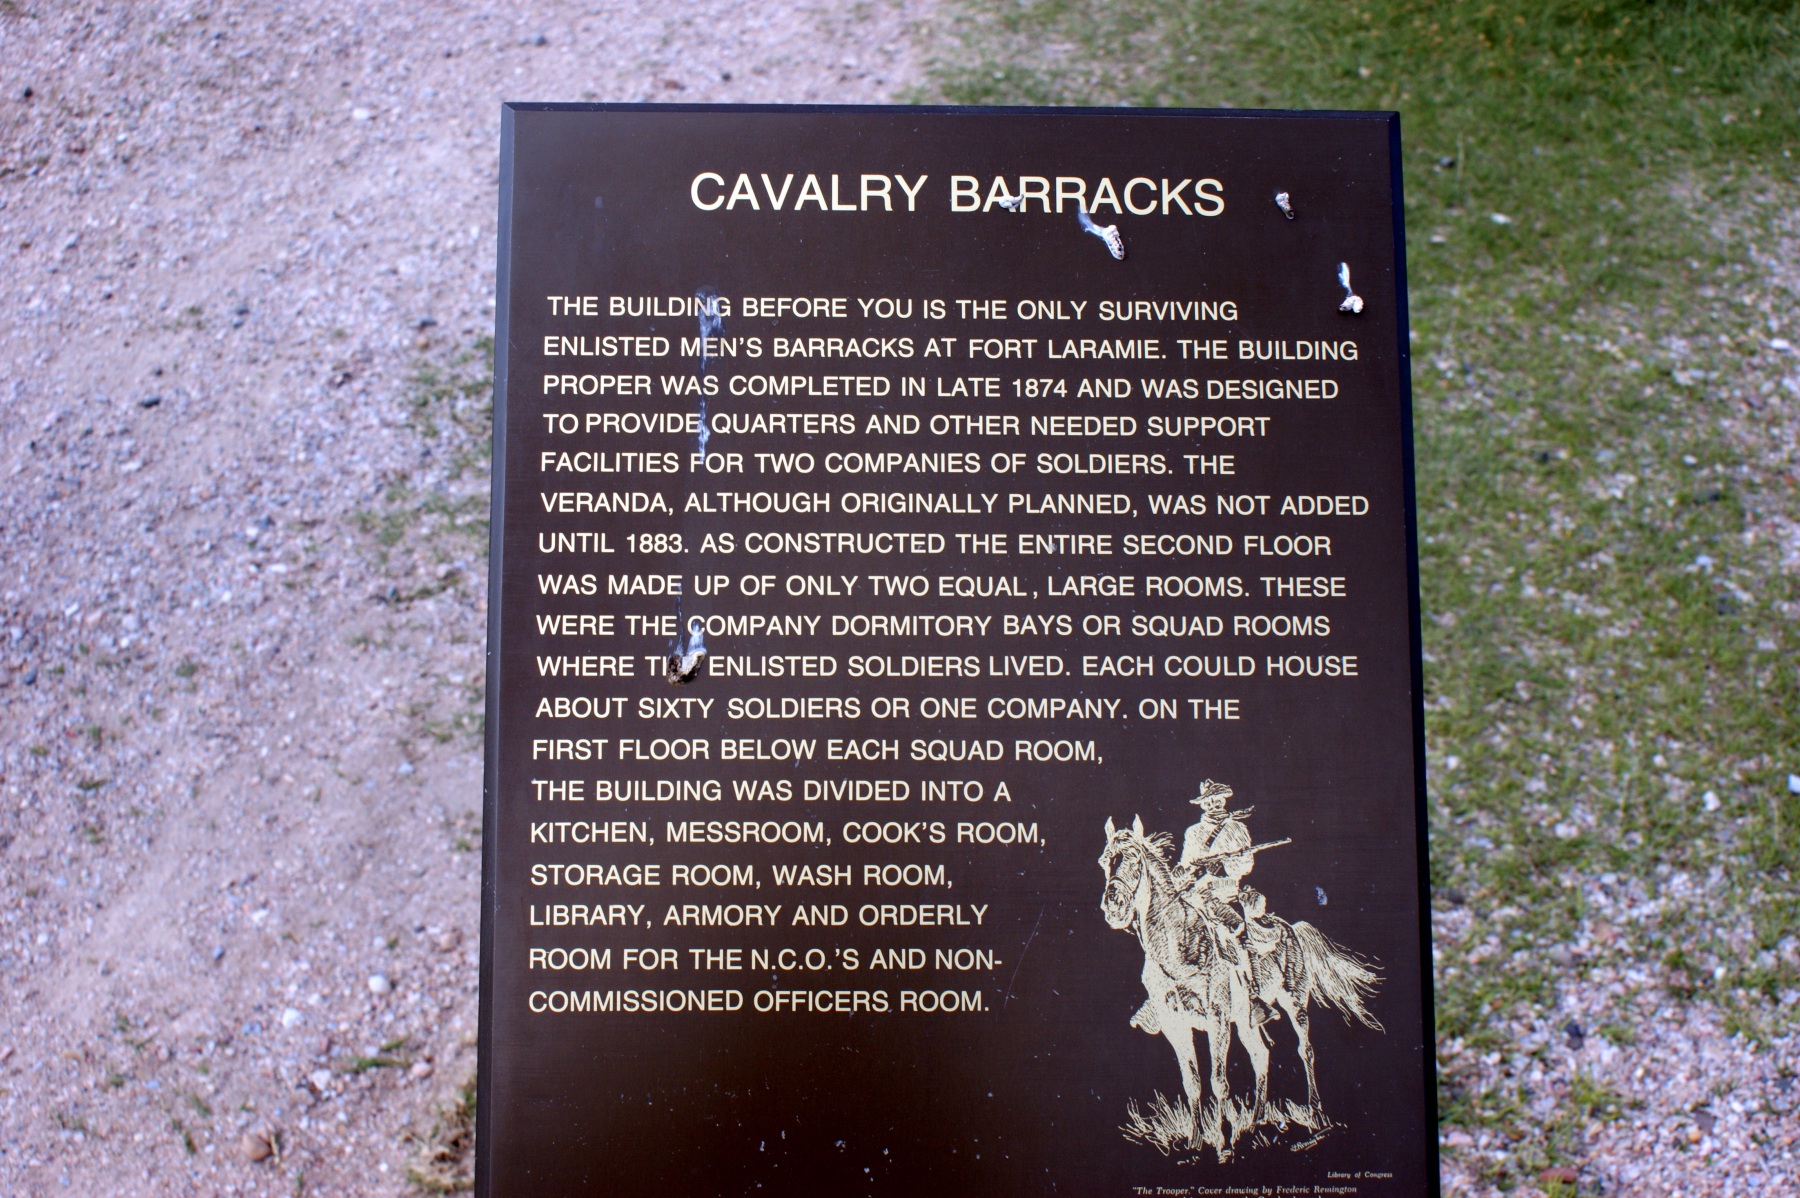 CAVALRY BARRACKS
THE BUILDING BEFORE YOU IS THE ONLY SURVIVING
ENLISTED MEN'S BARRACKS AT FORT LARAMIE. THE BUILDING
PROPER WAS COMPLETED IN LATE 1874 AND WAS DESIGNED
TO PROVIDE QUARTERS AND OTHER NEEDED SUPPORT
FACILITIES FOR TWO COMPANIES OF SOLDIERS. THE
VERANDA, ALTHOUGH ORIGINALLY PLANNED, WAS NOT ADDED
UNTIL 1883. AS CONSTRUCTED THE ENTIRE SECOND FLOOR
WAS MADE UP OF ONLY TWO EQUAL, LARGE ROOMS. THESE
WERE THE COMPANY DORMITORY BAYS OR SQUAD ROOMS
WHERE THE ENLISTED SOLDIERS LIVED. EACH COULD HOUSE
ABOUT SIXTY SOLDIERS OR ONE COMPANY. ON THE
FIRST FLOOR BELOW EACH SQUAD ROOM,
THE BUILDING WAS DIVIDED INTO A
KITCHEN, MESSROOM, COOK'S ROOM,
STORAGE ROOM, WASH ROOM,
LIBRARY, ARMORY AND ORDERLY
ROOM FOR THE N.C.O.'S AND NON-
COMMISSIONED OFFICERS ROOM.
Library of Congress
"The Trooper." Cover drawing by Frederic Remington